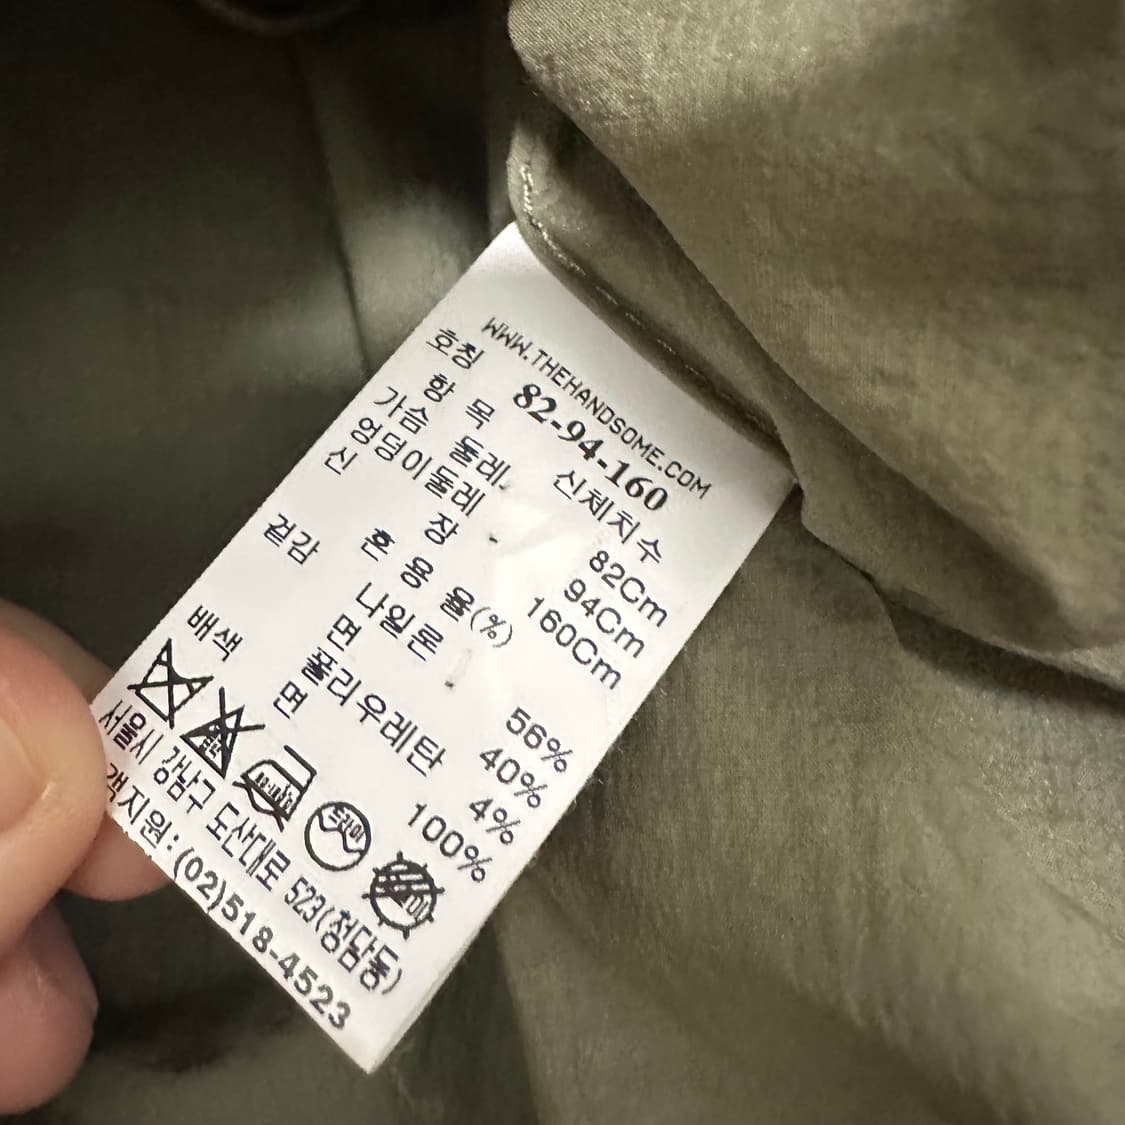 WWW.THEHANDSOME.COM
호칭 82-94-160
항 목 신체치수
가슴 둘레 82Cm
엉덩이둘레 94Cm
신 장 160Cm
혼 용 율(%)
겉감 나일론 56%
면 40%
폴리우레탄 4%
배색 면 100%
서울시 강남구 도산대로 523(청담동)
객지원: (02)518-4523